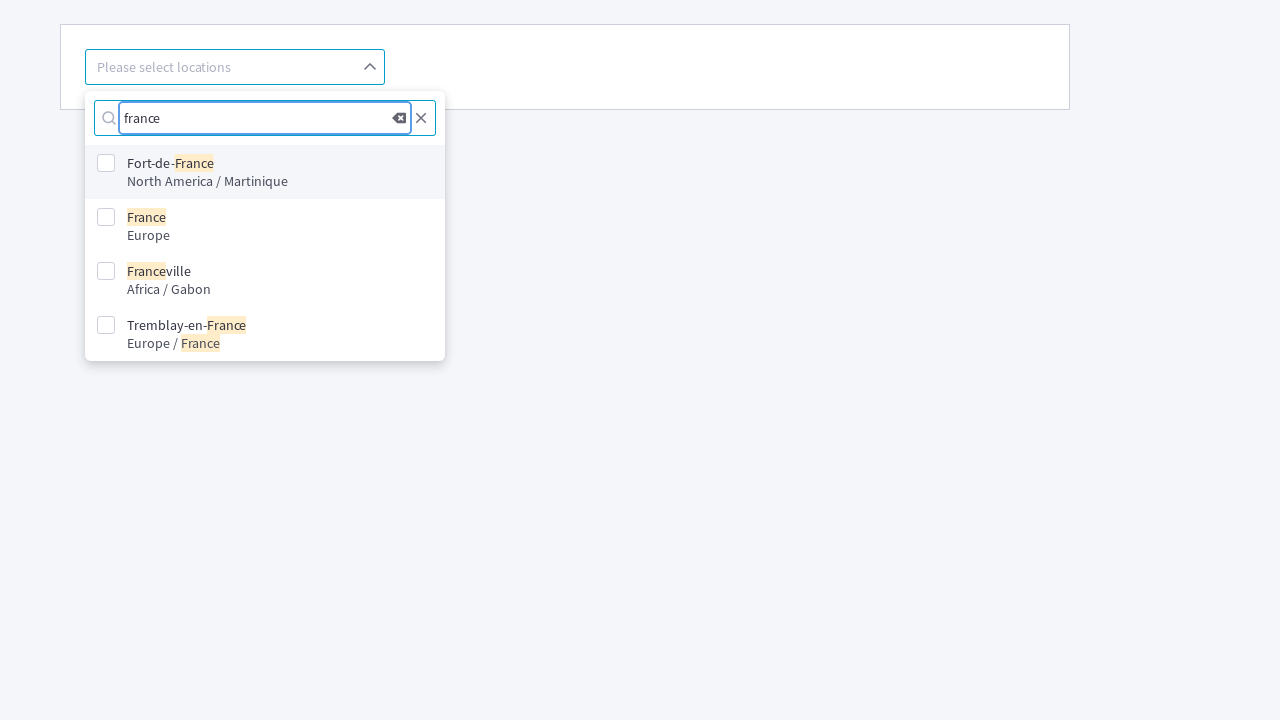 Please select locations
france
Fort-de-France
North America / Martinique
France
Europe
Franceville
Africa / Gabon
Tremblay-en-France
Europe / France